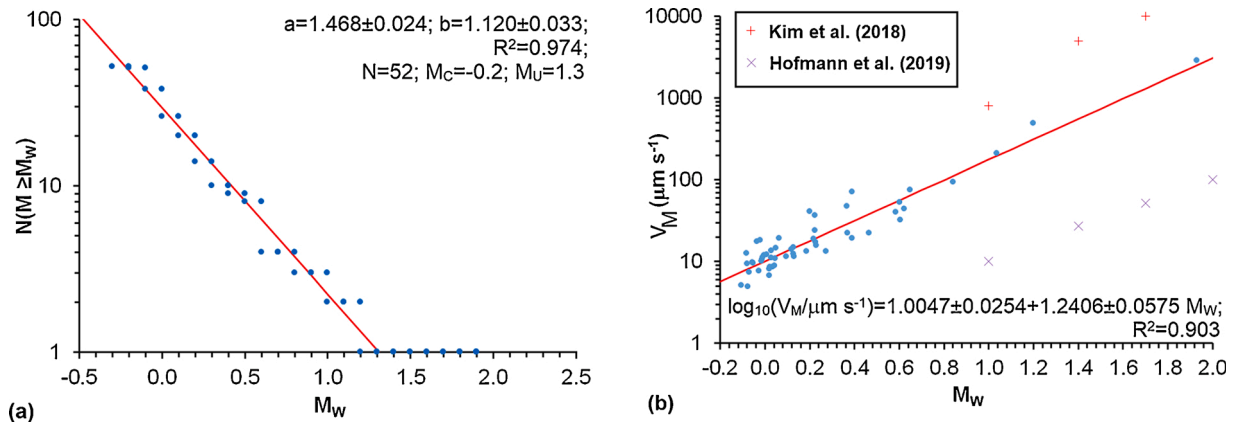 a=1.468±0.024; b=1.120±0.033;
R²=0.974;
N=52; M_C=-0.2; M_U=1.3
100
10
1
N(M ≥M_W)
-0.5
0.0
0.5
1.0
1.5
2.0
2.5
M_W
(a)
10000
1000
100
10
1
V_M (μm s⁻¹)
Kim et al. (2018)
Hofmann et al. (2019)
log₁₀(V_M/μm s⁻¹)=1.0047±0.0254+1.2406±0.0575 M_W;
R²=0.903
-0.2
0.0
0.2
0.4
0.6
0.8
1.0
1.2
1.4
1.6
1.8
2.0
M_W
(b)